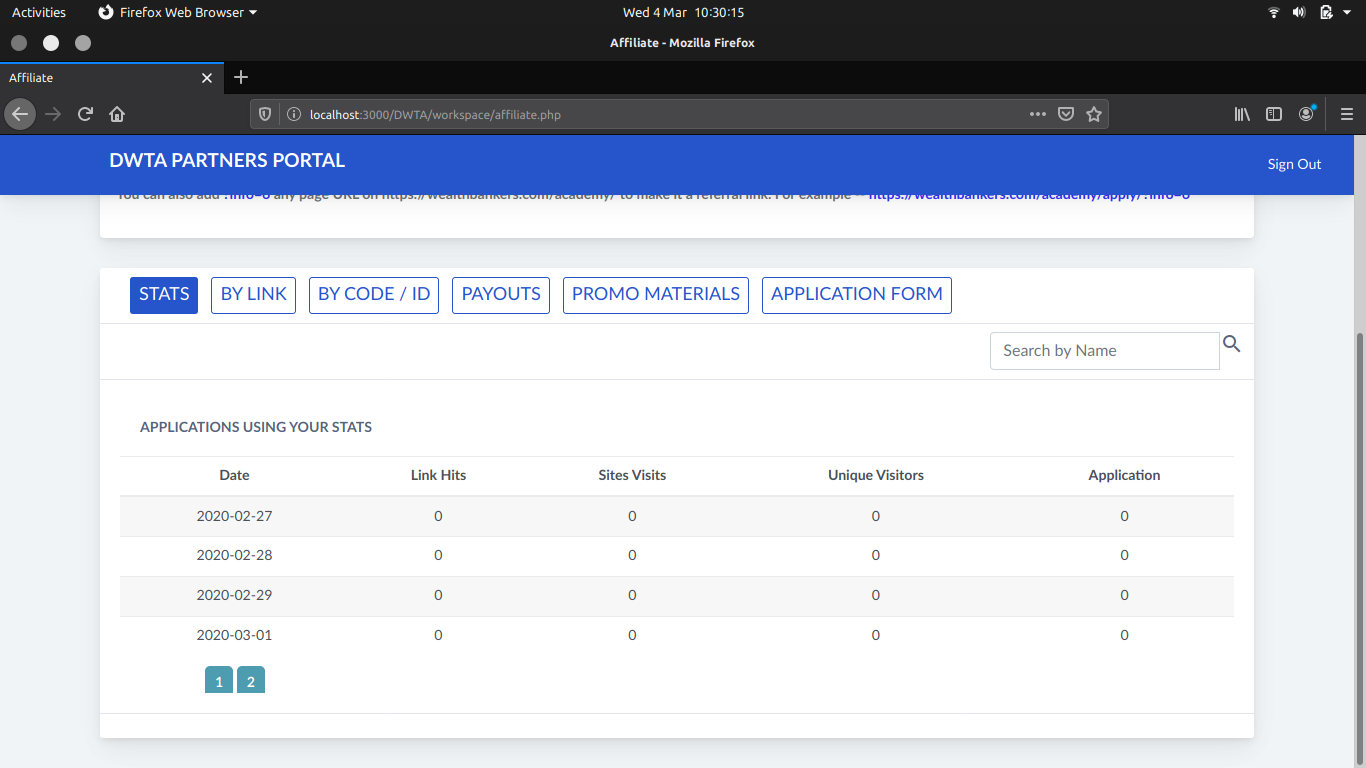 Activities Firefox Web Browser Wed 4 Mar 10:30:15
Affiliate - Mozilla Firefox
Affiliate
localhost:3000/DWTA/workspace/affiliate.php
DWTA PARTNERS PORTAL Sign Out
You can also add ?info=6 any page URL on https://wealthbankers.com/academy/ to make it a referral link. For example - https://wealthbankers.com/academy/apply/?info=6
STATS BY LINK BY CODE / ID PAYOUTS PROMO MATERIALS APPLICATION FORM
Search by Name
APPLICATIONS USING YOUR STATS
Date Link Hits Sites Visits Unique Visitors Application
2020-02-27 0 0 0 0
2020-02-28 0 0 0 0
2020-02-29 0 0 0 0
2020-03-01 0 0 0 0
1 2